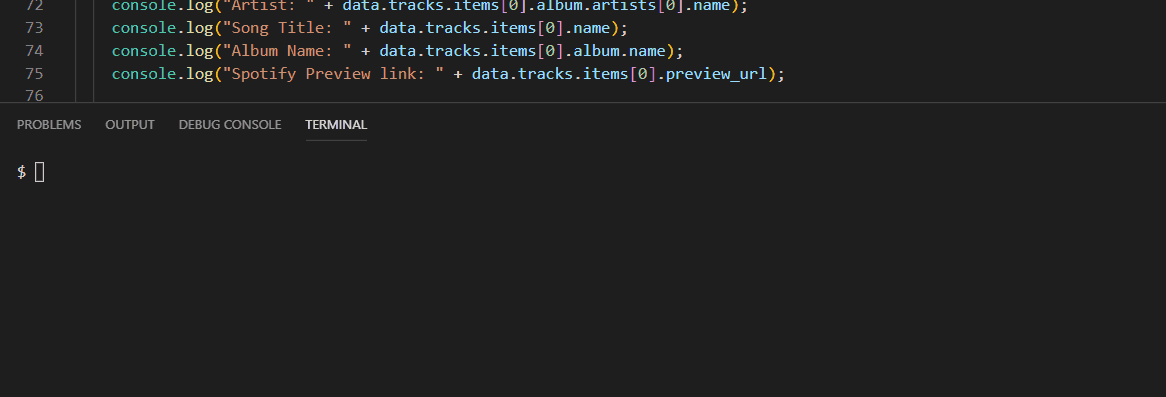 72 console.log("Artist: " + data.tracks.items[0].album.artists[0].name);
73 console.log("Song Title: " + data.tracks.items[0].name);
74 console.log("Album Name: " + data.tracks.items[0].album.name);
75 console.log("Spotify Preview link: " + data.tracks.items[0].preview_url);
76
PROBLEMS OUTPUT DEBUG CONSOLE TERMINAL
$